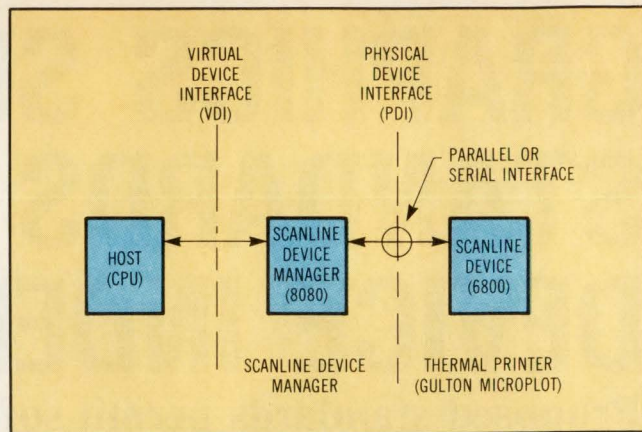 VIRTUAL
DEVICE
INTERFACE
(VDI)
PHYSICAL
DEVICE
INTERFACE
(PDI)
PARALLEL OR
SERIAL INTERFACE
HOST
(CPU)
SCANLINE
DEVICE
MANAGER
(8080)
SCANLINE
DEVICE
(6800)
SCANLINE DEVICE
MANAGER
THERMAL PRINTER
(GULTON MICROPLOT)